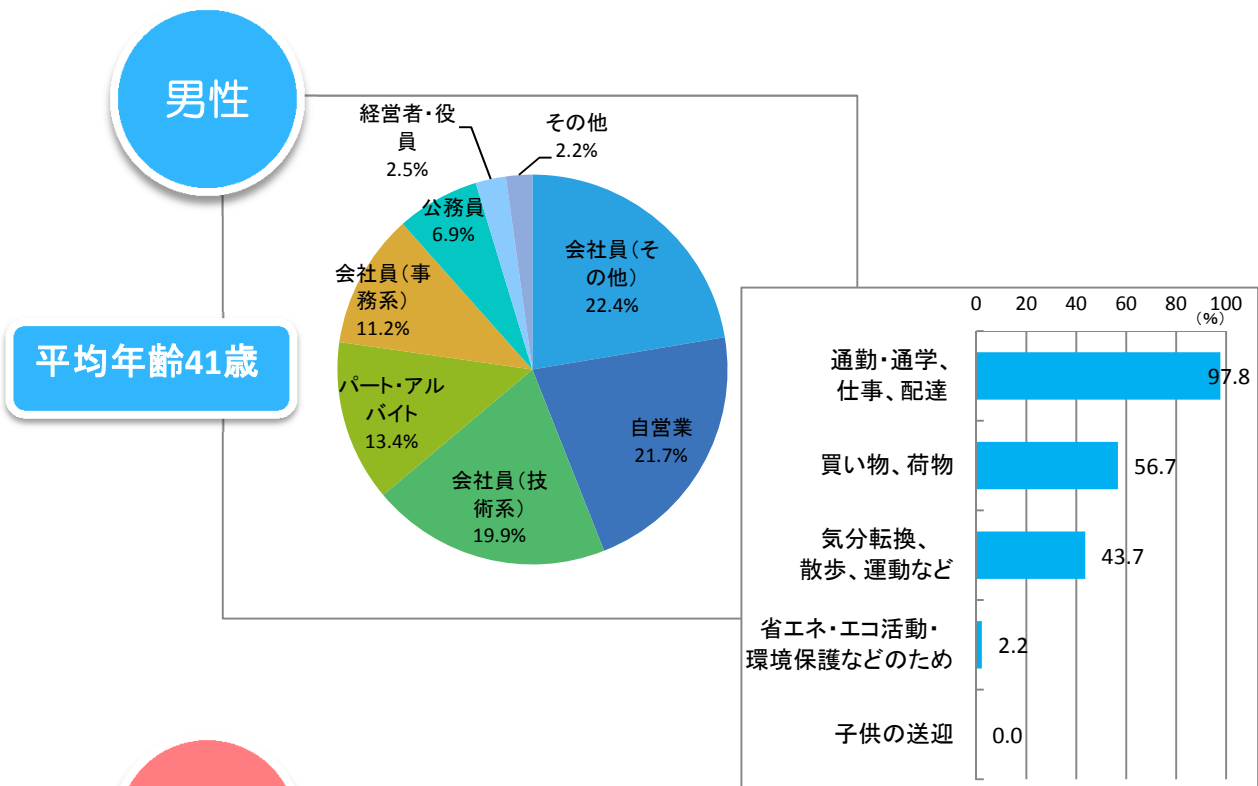 男性
平均年齢41歳
経営者・役
員
2.5%
その他
2.2%
公務員
6.9%
会社員（そ
の他）
22.4%
会社員（事
務系）
11.2%
パート・アル
バイト
13.4%
自営業
21.7%
会社員（技
術系）
19.9%
0 20 40 60 80 100
（%）
通勤・通学、
仕事、配達
97.8
買い物、荷物
56.7
気分転換、
散歩、運動など
43.7
省エネ・エコ活動・
環境保護などのため
2.2
子供の送迎
0.0